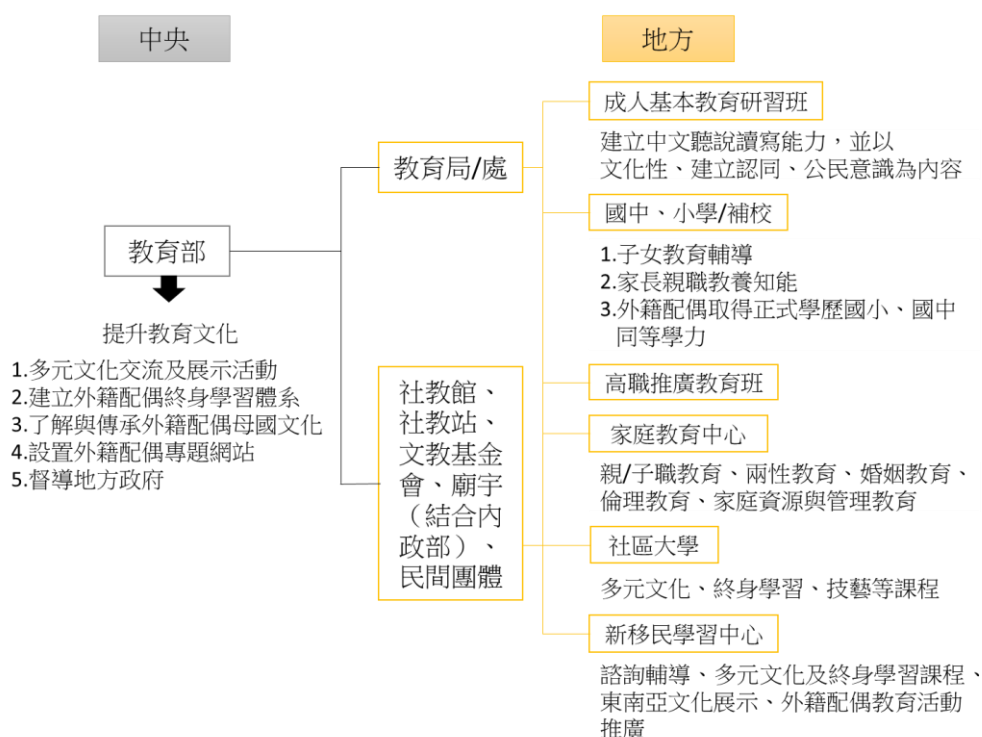 中央
地方
教育部
提升教育文化
1.多元文化交流及展示活動
2.建立外籍配偶終身學習體系
3.了解與傳承外籍配偶母國文化
4.設置外籍配偶專題網站
5.督導地方政府
教育局/處
社教館、
社教站、
文教基金
會、廟宇
（結合內
政部）、
民間團體
成人基本教育研習班
建立中文聽說讀寫能力，並以
文化性、建立認同、公民意識為內容
國中、小學/補校
1.子女教育輔導
2.家長親職教養知能
3.外籍配偶取得正式學歷國小、國中
同等學力
高職推廣教育班
家庭教育中心
親/子職教育、兩性教育、婚姻教育、
倫理教育、家庭資源與管理教育
社區大學
多元文化、終身學習、技藝等課程
新移民學習中心
諮詢輔導、多元文化及終身學習課程、
東南亞文化展示、外籍配偶教育活動
推廣